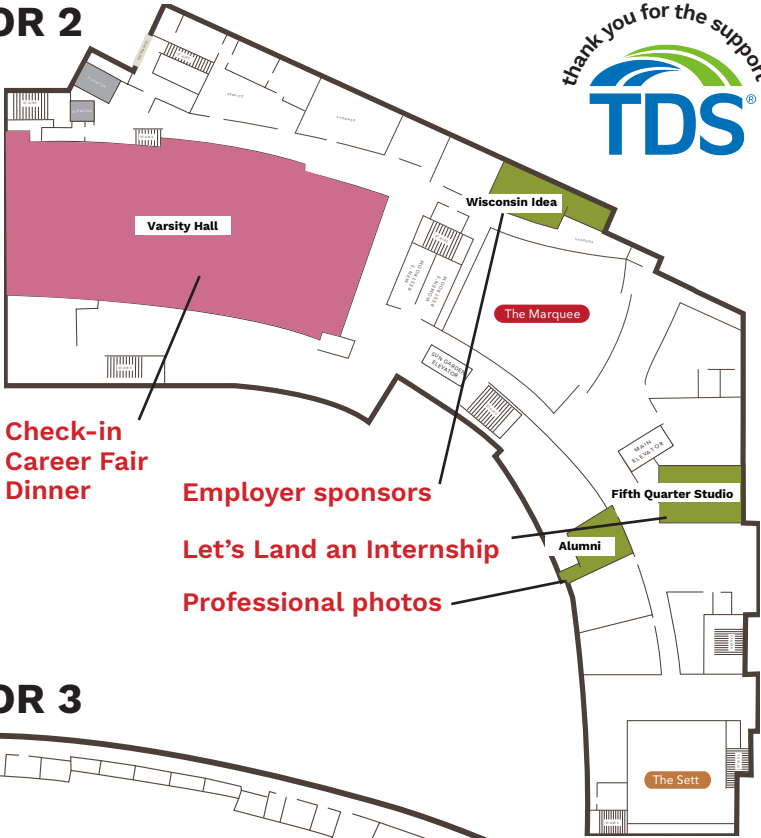 OR 2
thank you for the support
TDS®
Wisconsin Idea
Varsity Hall
MEN'S
RESTROOM
WOMEN'S
RESTROOM
The Marquee
SUN GARDEN
ELEVATOR
Check-in
Career Fair
Dinner
MAIN
ELEVATOR
Employer sponsors
Fifth Quarter Studio
Let's Land an Internship
Alumni
Professional photos
OR 3
The Sett